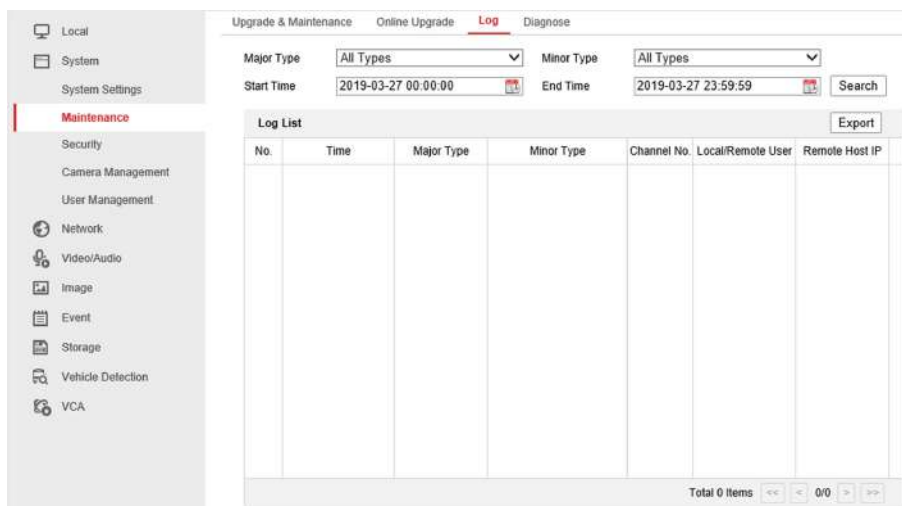 Local
System
System Settings
Maintenance
Security
Camera Management
User Management
Network
Video/Audio
Image
Event
Storage
Vehicle Detection
VCA
Upgrade & Maintenance Online Upgrade Log Diagnose
Major Type All Types Minor Type All Types
Start Time 2019-03-27 00:00:00 End Time 2019-03-27 23:59:59 Search
Log List Export
No. Time Major Type Minor Type Channel No. Local/Remote User Remote Host IP
Total 0 Items << < 0/0 > >>